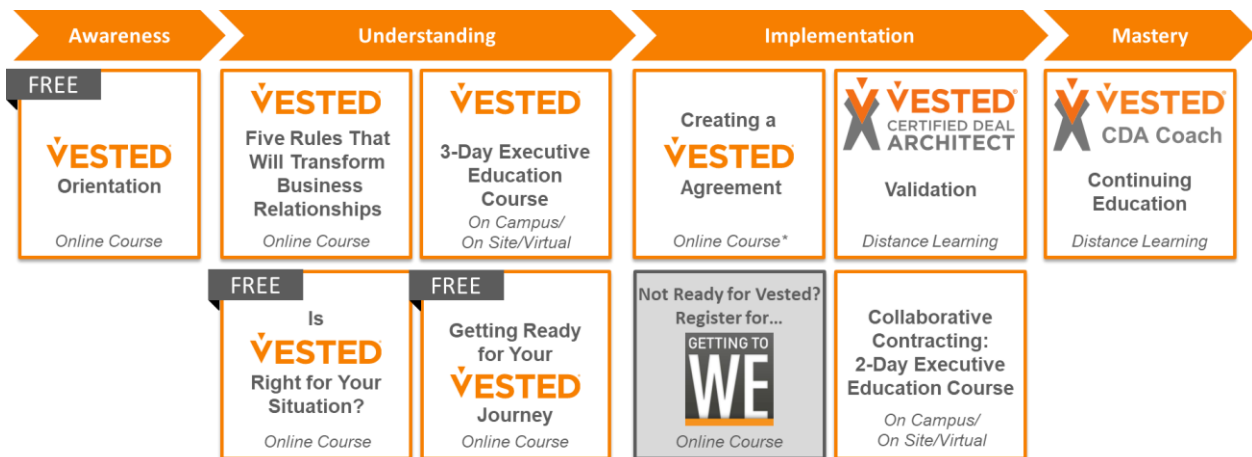 Awareness
Understanding
Implementation
Mastery
FREE
VESTED®
Orientation
Online Course
VESTED®
Five Rules That
Will Transform
Business
Relationships
Online Course
VESTED®
3-Day Executive
Education
Course
On Campus/
On Site/Virtual
Creating a
VESTED®
Agreement
Online Course*
VESTED®
CERTIFIED DEAL
ARCHITECT
Validation
Distance Learning
VESTED®
CDA Coach
Continuing
Education
Distance Learning
FREE
Is
VESTED®
Right for Your
Situation?
Online Course
FREE
Getting Ready
for Your
VESTED®
Journey
Online Course
Not Ready for Vested?
Register for...
GETTING TO
WE
Online Course
Collaborative
Contracting:
2-Day Executive
Education Course
On Campus/
On Site/Virtual